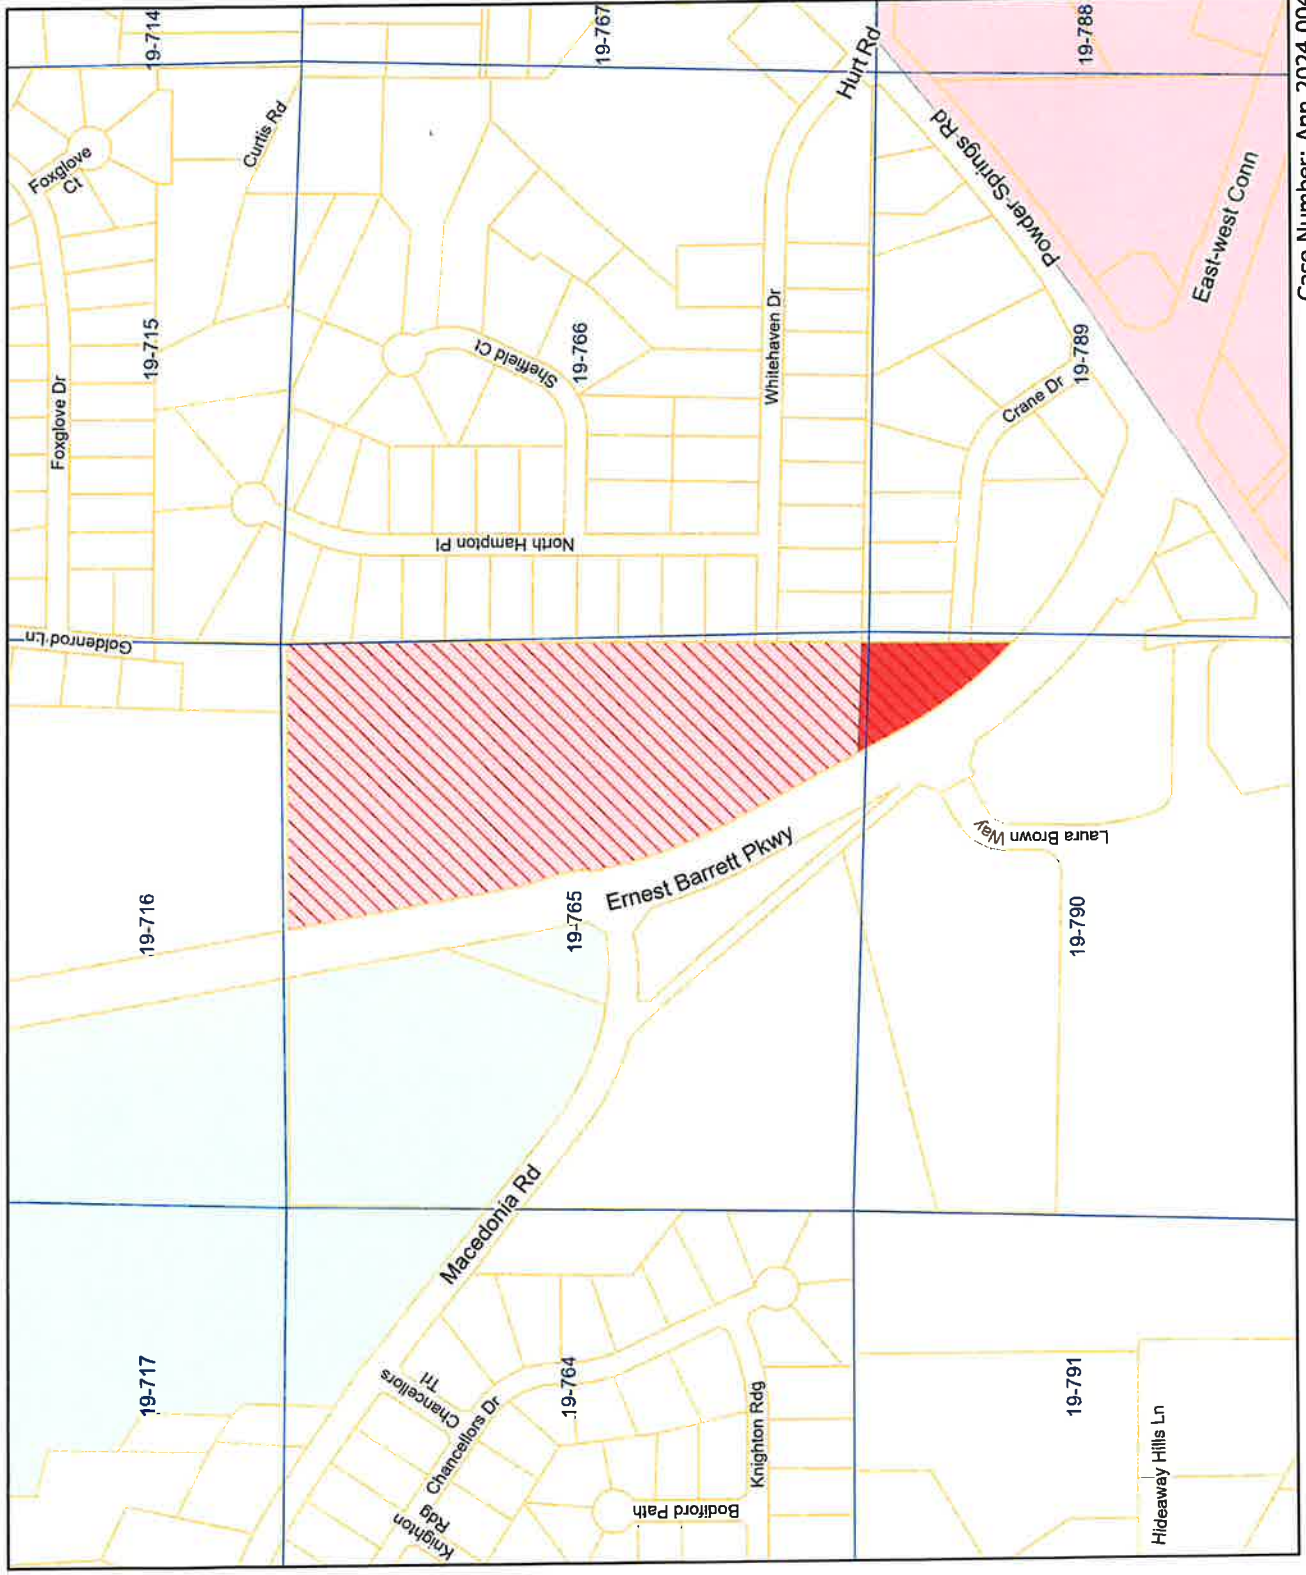 19-717
19-716
19-715
19-714
Goldenrod Ln
Foxglove Dr
Foxglove
Ct
Curtis Rd
Macedonia Rd
Chancellors
Trl
Chancellors Dr
Knighton
Rdg
19-764
19-765
19-766
19-767
Bodiford Path
Knighton Rdg
Ernest Barrett Pkwy
North Hampton Pl
Sheffield Ct
Whitehaven Dr
Hurt Rd
Powder-Springs Rd
Crane Dr
Laura Brown Way
19-791
19-790
19-789
19-788
Hideaway Hills Ln
East-west Conn